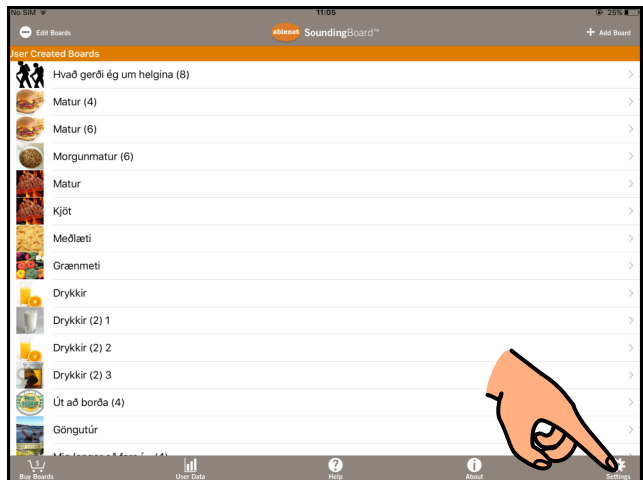 No SIM 11:05 25%
Edit Boards ablenet SoundingBoard™ + Add Board
User Created Boards
Hvað gerði ég um helgina (8)
Matur (4)
Matur (6)
Morgunmatur (6)
Matur
Kjöt
Meðlæti
Grænmeti
Drykkir
Drykkir (2) 1
Drykkir (2) 2
Drykkir (2) 3
Út að borða (4)
Göngutúr
Buy Boards User Data Help About Settings